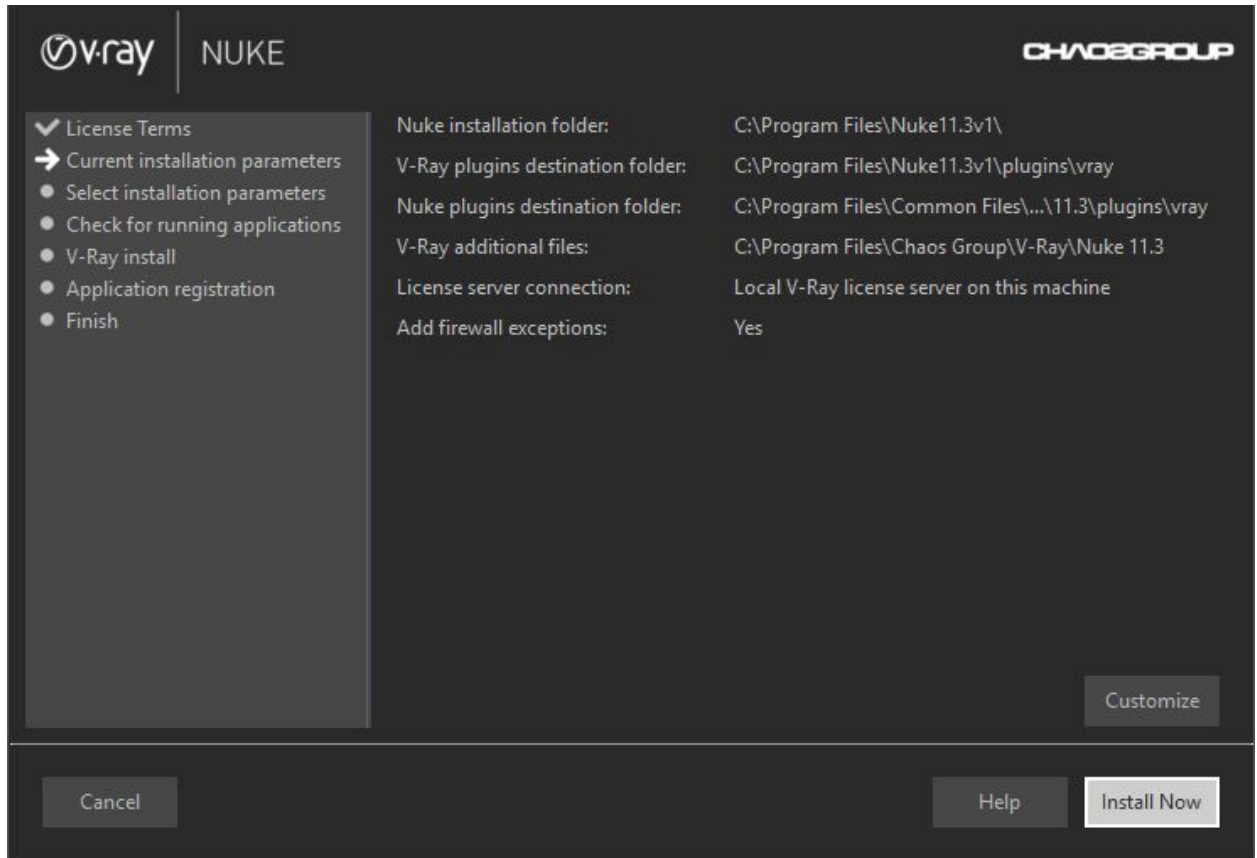 v·ray
NUKE
CHAOSGROUP
License Terms
Current installation parameters
Select installation parameters
Check for running applications
V-Ray install
Application registration
Finish
Nuke installation folder: C:\Program Files\Nuke11.3v1\
V-Ray plugins destination folder: C:\Program Files\Nuke11.3v1\plugins\vray
Nuke plugins destination folder: C:\Program Files\Common Files\...\11.3\plugins\vray
V-Ray additional files: C:\Program Files\Chaos Group\V-Ray\Nuke 11.3
License server connection: Local V-Ray license server on this machine
Add firewall exceptions: Yes
Customize
Cancel
Help
Install Now